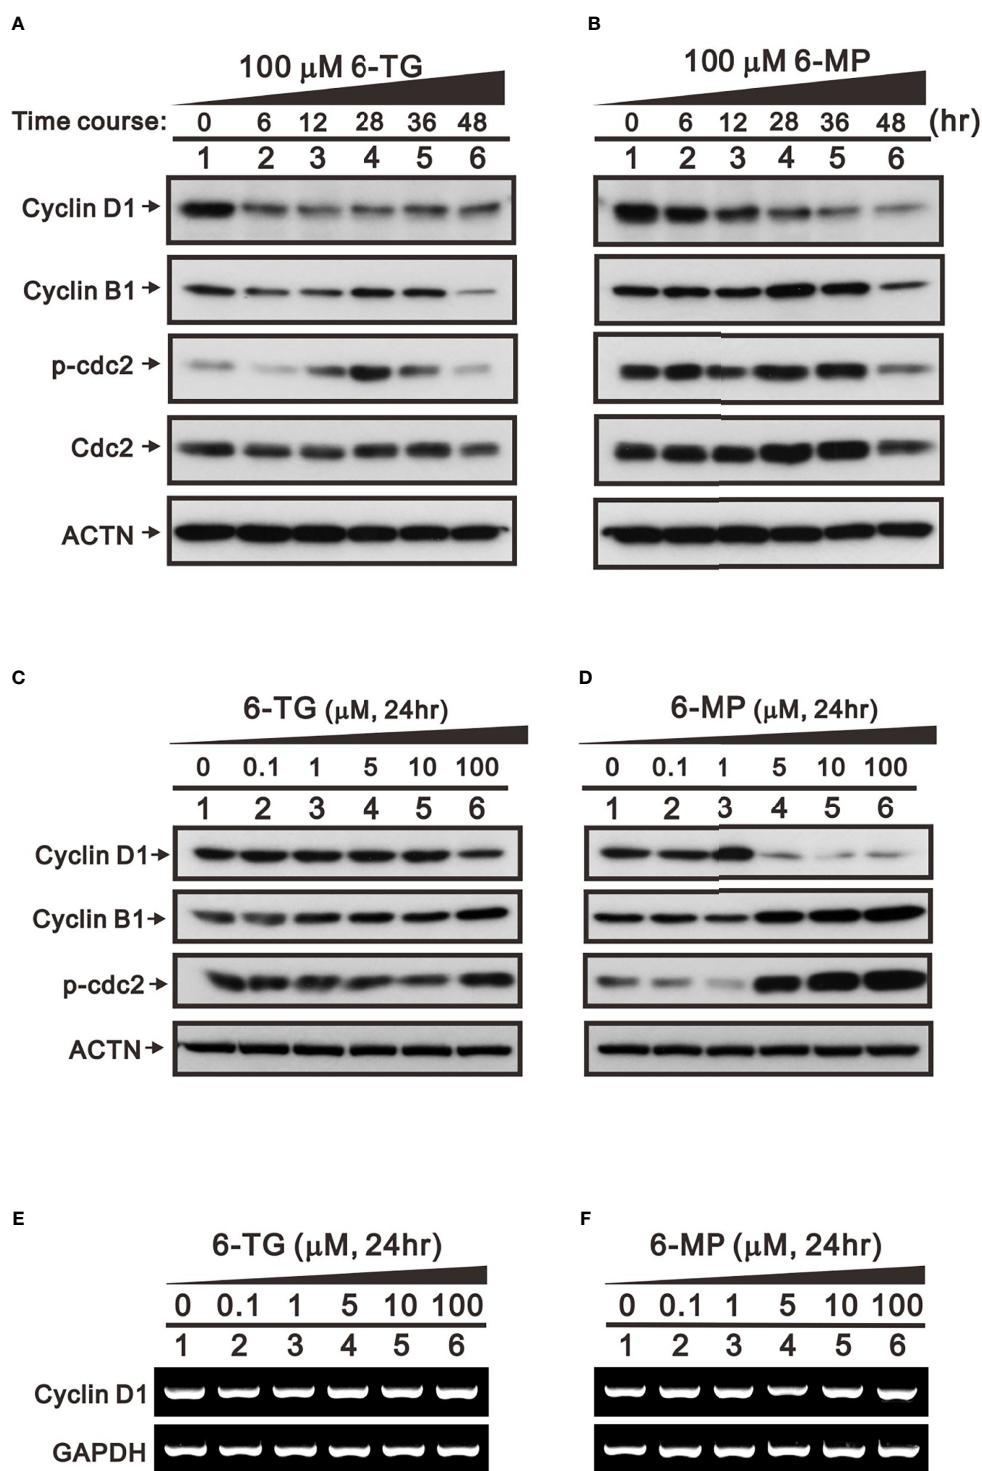 A
B
100 μM 6-TG
100 μM 6-MP
Time course: 0 6 12 28 36 48
0 6 12 28 36 48 (hr)
1 2 3 4 5 6
1 2 3 4 5 6
Cyclin D1
Cyclin B1
p-cdc2
Cdc2
ACTN
C
D
6-TG (μM, 24hr)
6-MP (μM, 24hr)
0 0.1 1 5 10 100
0 0.1 1 5 10 100
1 2 3 4 5 6
1 2 3 4 5 6
Cyclin D1
Cyclin B1
p-cdc2
ACTN
E
F
6-TG (μM, 24hr)
6-MP (μM, 24hr)
0 0.1 1 5 10 100
0 0.1 1 5 10 100
1 2 3 4 5 6
1 2 3 4 5 6
Cyclin D1
GAPDH